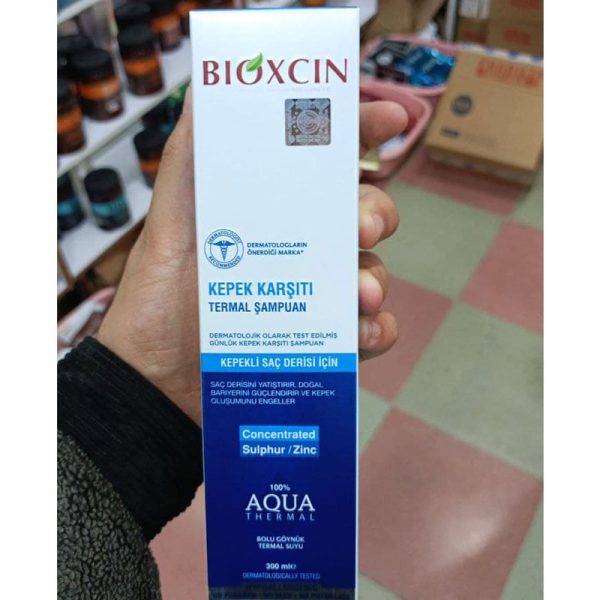 BIOXCIN
DERMATOLOGIST
RECOMMENDED
DERMATOLOGLARIN
ÖNERDİĞİ MARKA*
KEPEK KARŞITI
TERMAL ŞAMPUAN
DERMATOLOJİK OLARAK TEST EDİLMİŞ
GÜNLÜK KEPEK KARŞITI ŞAMPUAN
KEPEKLİ SAÇ DERİSİ İÇİN
SAÇ DERİSİNİ YATIŞTIRIR, DOĞAL
BARİYERİNİ GÜÇLENDİRİR VE KEPEK
OLUŞUMUNU ENGELLER
Concentrated
Sulphur / Zinc
100%
AQUA
THERMAL
BOLU GÖYNÜK
TERMAL SUYU
300 ml℮
DERMATOLOGICALLY TESTED